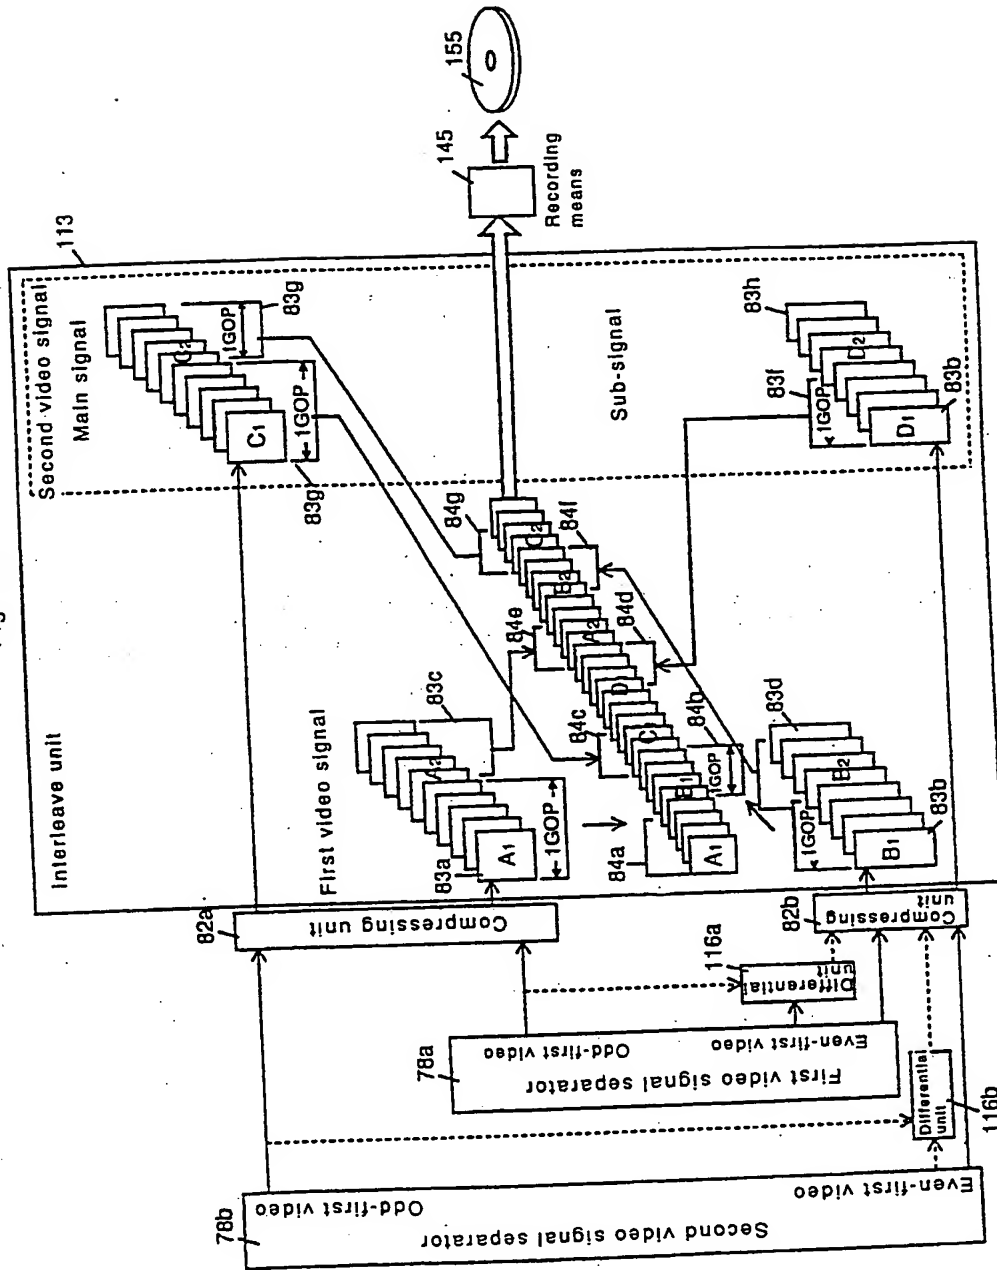 155
145
Recording
means
113
Second video signal
Main signal
83g
1GOP
C2
1GOP
C1
83g
Sub-signal
83h
D2
83f
1GOP
83b
D1
Interleave unit
First video signal
83c
A2
83a
1GOP
A1
84g
C2
84f
B2
84e
84d
A2
D
84c
C
84b
B1
1GOP
84a
A1
83d
B2
1GOP
83b
B1
82a
Compressing unit
82b
Compressing
unit
116a
Differential
unit
78a
Odd-first video
Even-first video
First video signal separator
Differential
unit
116b
78b
Odd-first video
Even-first video
Second video signal separator